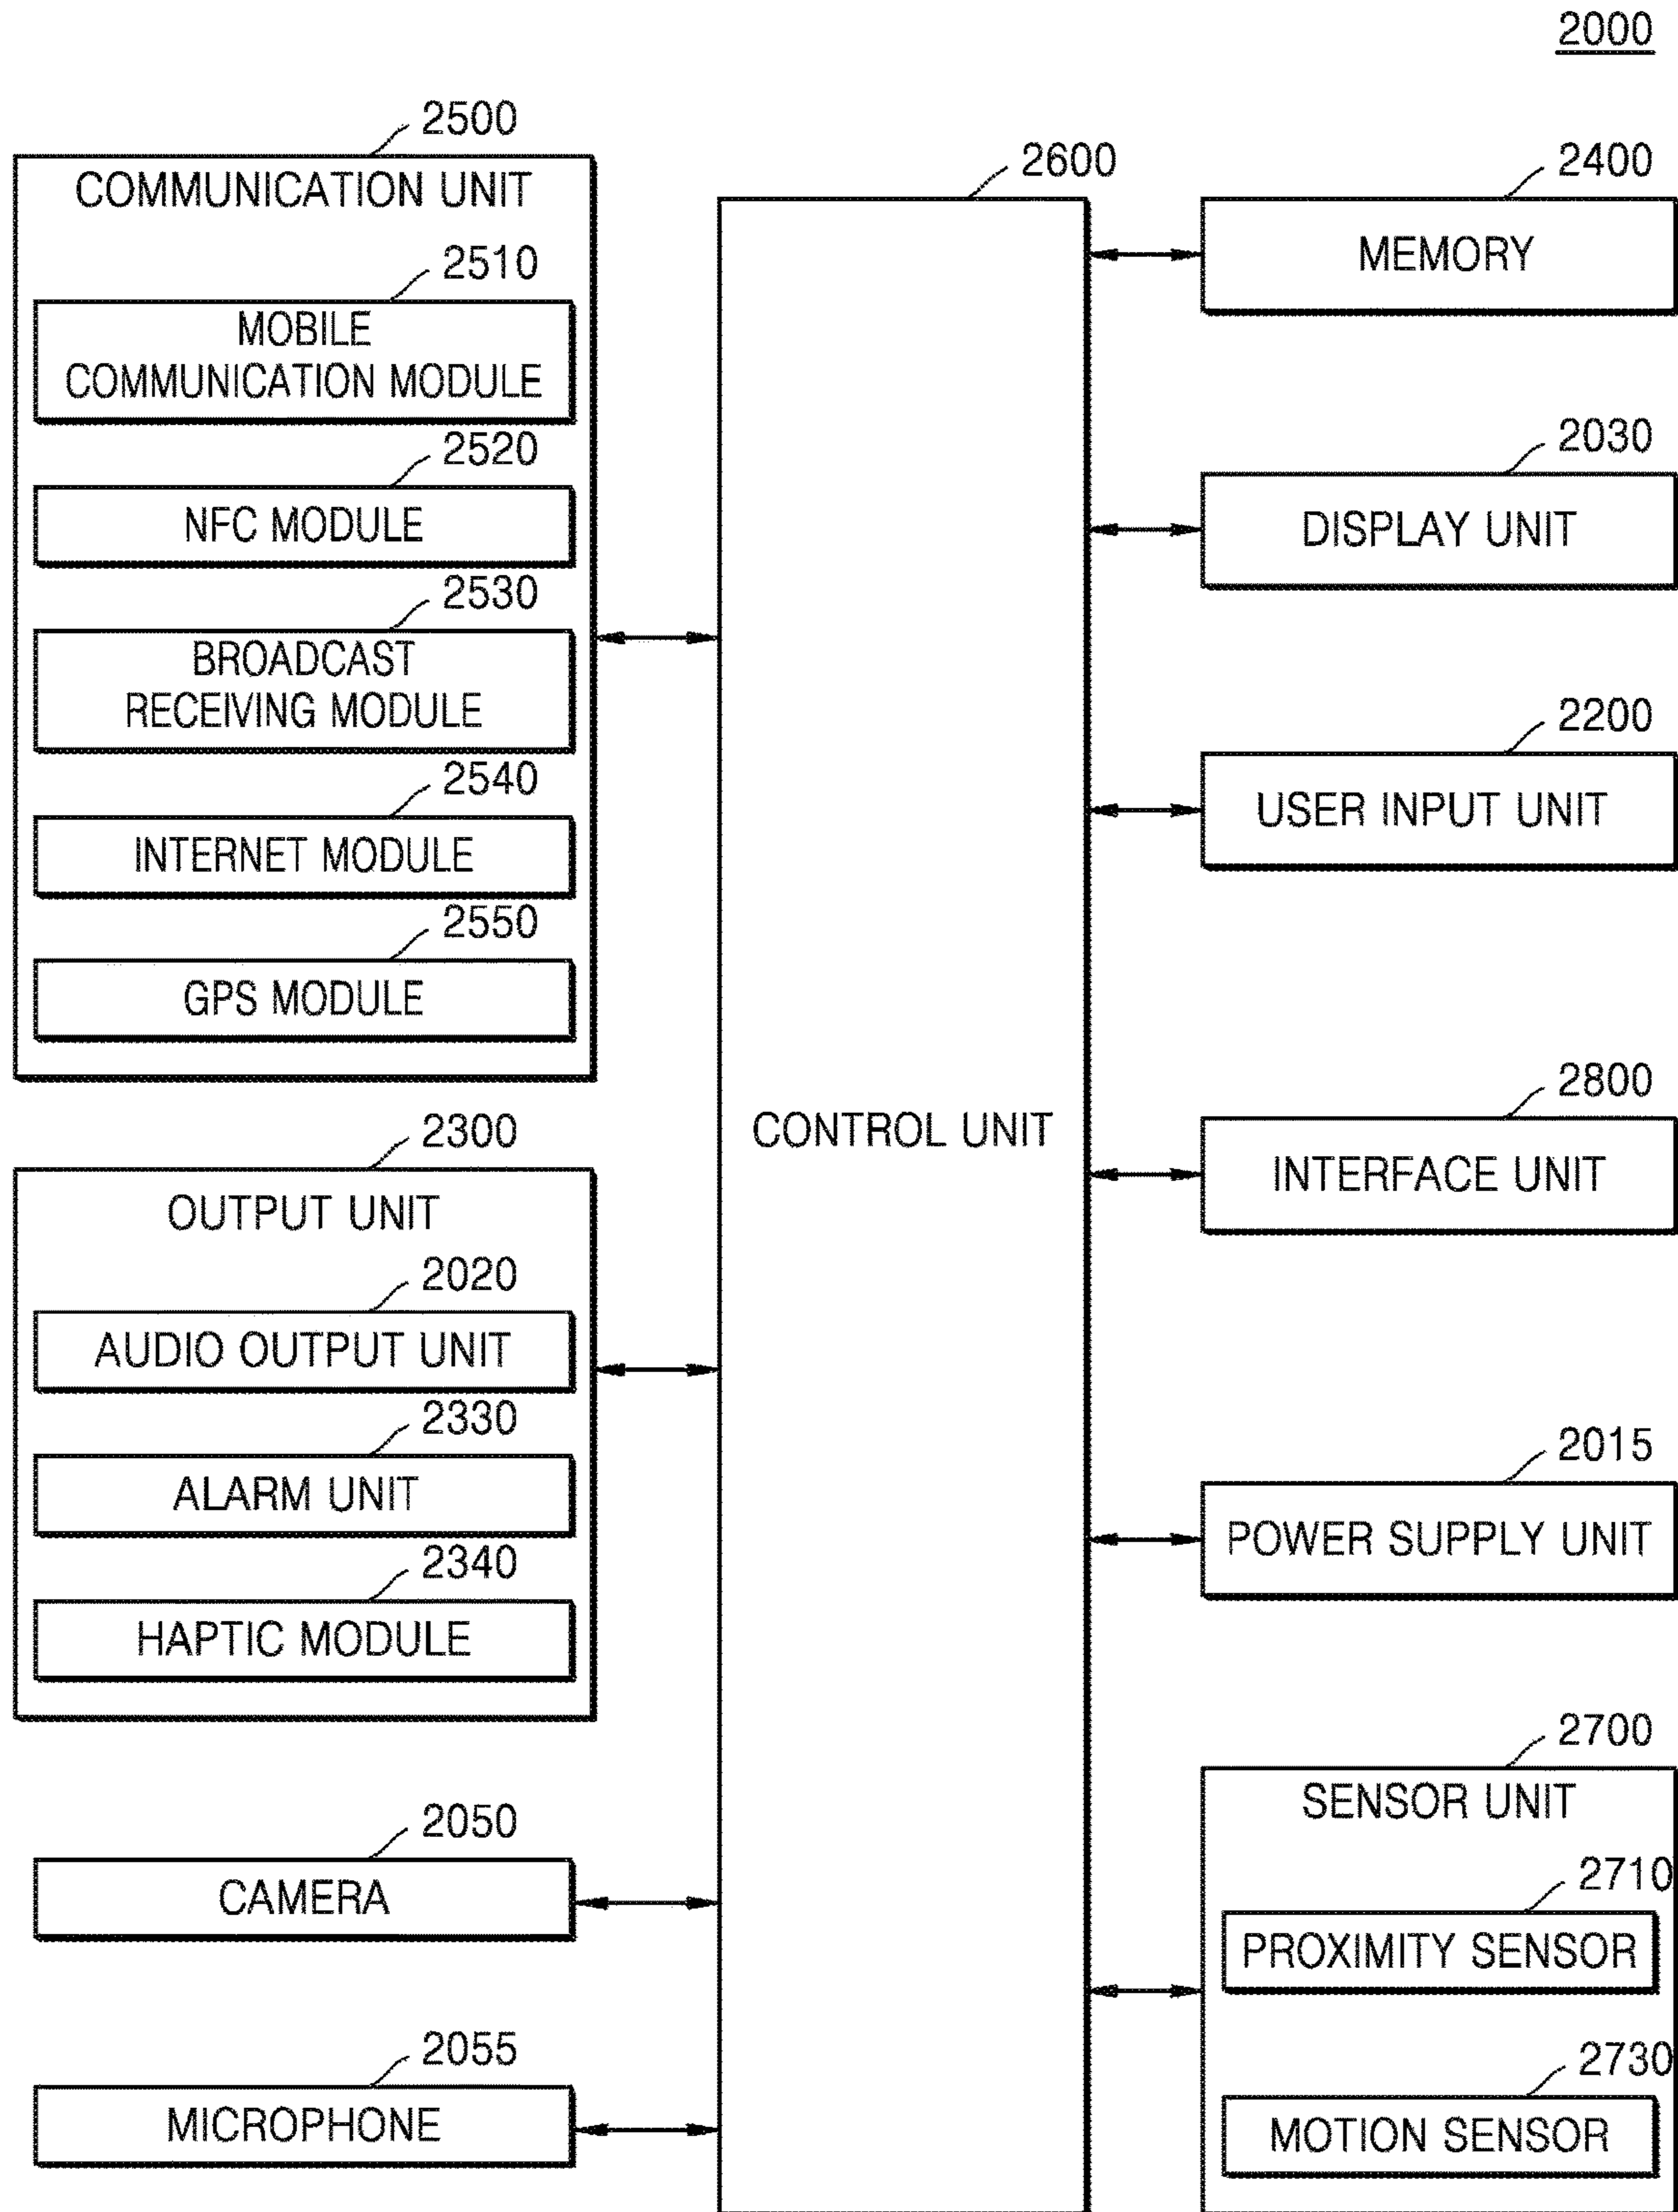 2000
2500
COMMUNICATION UNIT
2510
MOBILE
COMMUNICATION MODULE
2520
NFC MODULE
2530
BROADCAST
RECEIVING MODULE
2540
INTERNET MODULE
2550
GPS MODULE
2300
OUTPUT UNIT
2020
AUDIO OUTPUT UNIT
2330
ALARM UNIT
2340
HAPTIC MODULE
2050
CAMERA
2055
MICROPHONE
2600
CONTROL UNIT
2400
MEMORY
2030
DISPLAY UNIT
2200
USER INPUT UNIT
2800
INTERFACE UNIT
2015
POWER SUPPLY UNIT
2700
SENSOR UNIT
2710
PROXIMITY SENSOR
2730
MOTION SENSOR